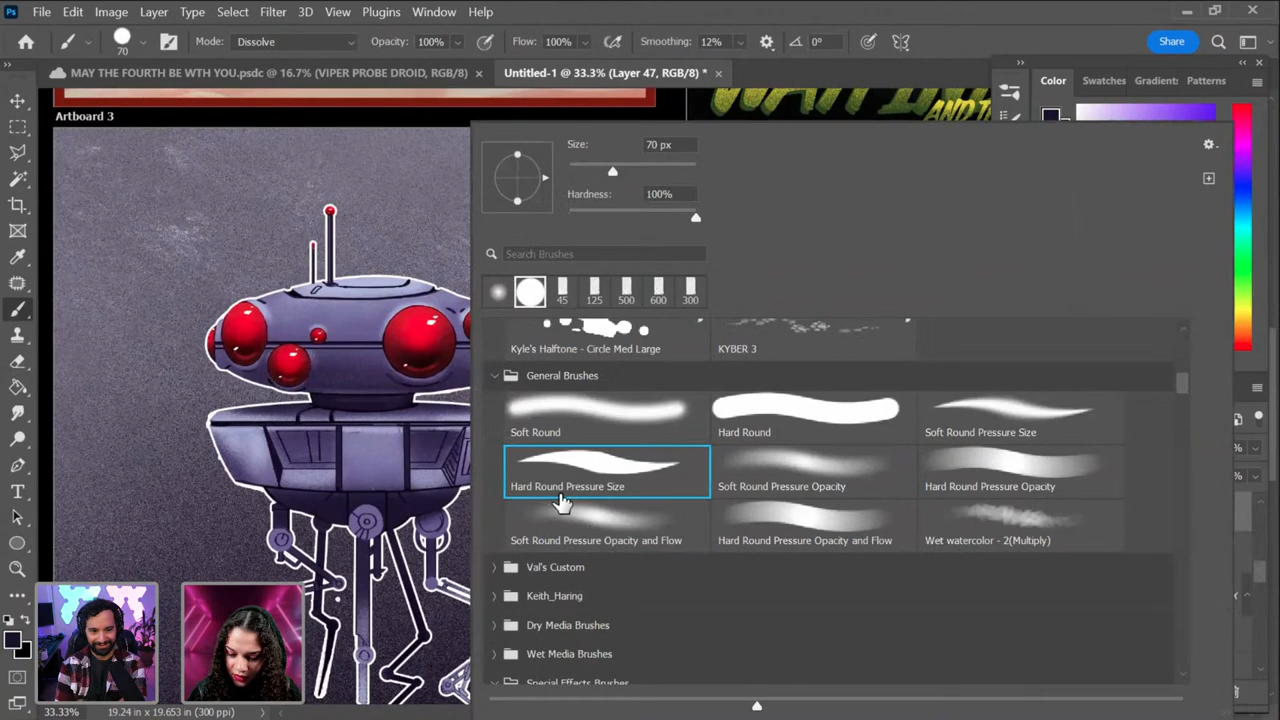 Ps File Edit Image Layer Type Select Filter 3D View Plugins Window Help
70 Mode: Dissolve Opacity: 100% Flow: 100% Smoothing: 12% 0° Share
MAY THE FOURTH BE WTH YOU.psdc @ 16.7% (VIPER PROBE DROID, RGB/8) × Untitled-1 @ 33.3% (Layer 47, RGB/8) * ×
Color Swatches Gradient: Patterns
Artboard 3
Size: 70 px
Hardness: 100%
Search Brushes
45 125 500 600 300
Kyle's Halftone - Circle Med Large KYBER 3
General Brushes
Soft Round Hard Round Soft Round Pressure Size
Hard Round Pressure Size Soft Round Pressure Opacity Hard Round Pressure Opacity
Soft Round Pressure Opacity and Flow Hard Round Pressure Opacity and Flow Wet watercolor - 2(Multiply)
Val's Custom
Keith_Haring
Dry Media Brushes
Wet Media Brushes
Special Effects Brushes
33.33% 19.24 in x 19.653 in (300 ppi)